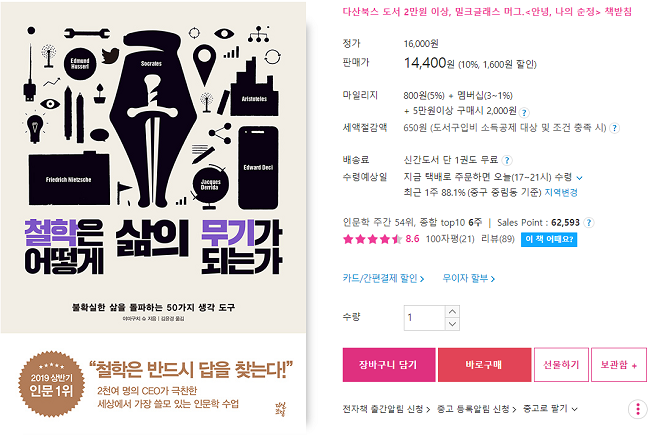 Edmund Husserl
Socrates
Aristoteles
Friedrich Nietzsche
Jacques Derrida
Edward Deci
철학은 삶의 무기가
어떻게 되는가
불확실한 삶을 돌파하는 50가지 생각 도구
야마구치 슈 지음 | 김윤경 옮김
2019 상반기
인문 1위
“철학은 반드시 답을 찾는다!”
2천여 명의 CEO가 극찬한
세상에서 가장 쓸모 있는 인문학 수업
다산
초당
다산북스 도서 2만원 이상, 밀크글래스 머그.<안녕, 나의 순정> 책받침
정가 16,000원
판매가 14,400원 (10%, 1,600원 할인)
마일리지 800원(5%) + 멤버십(3~1%)
+ 5만원이상 구매시 2,000원 ?
세액절감액 650원 (도서구입비 소득공제 대상 및 조건 충족 시) ?
배송료 신간도서 단 1권도 무료 ?
수령예상일 지금 택배로 주문하면 오늘(17~21시) 수령
최근 1주 88.1% (중구 중림동 기준) 지역변경
인문학 주간 54위, 종합 top10 6주 | Sales Point : 62,593 ?
8.6 100자평(21) 리뷰(89) 이 책 어때요?
카드/간편결제 할인 > 무이자 할부 >
수량 1
장바구니 담기 바로구매 선물하기 보관함 +
전자책 출간알림 신청 > 중고 등록알림 신청 > 중고로 팔기